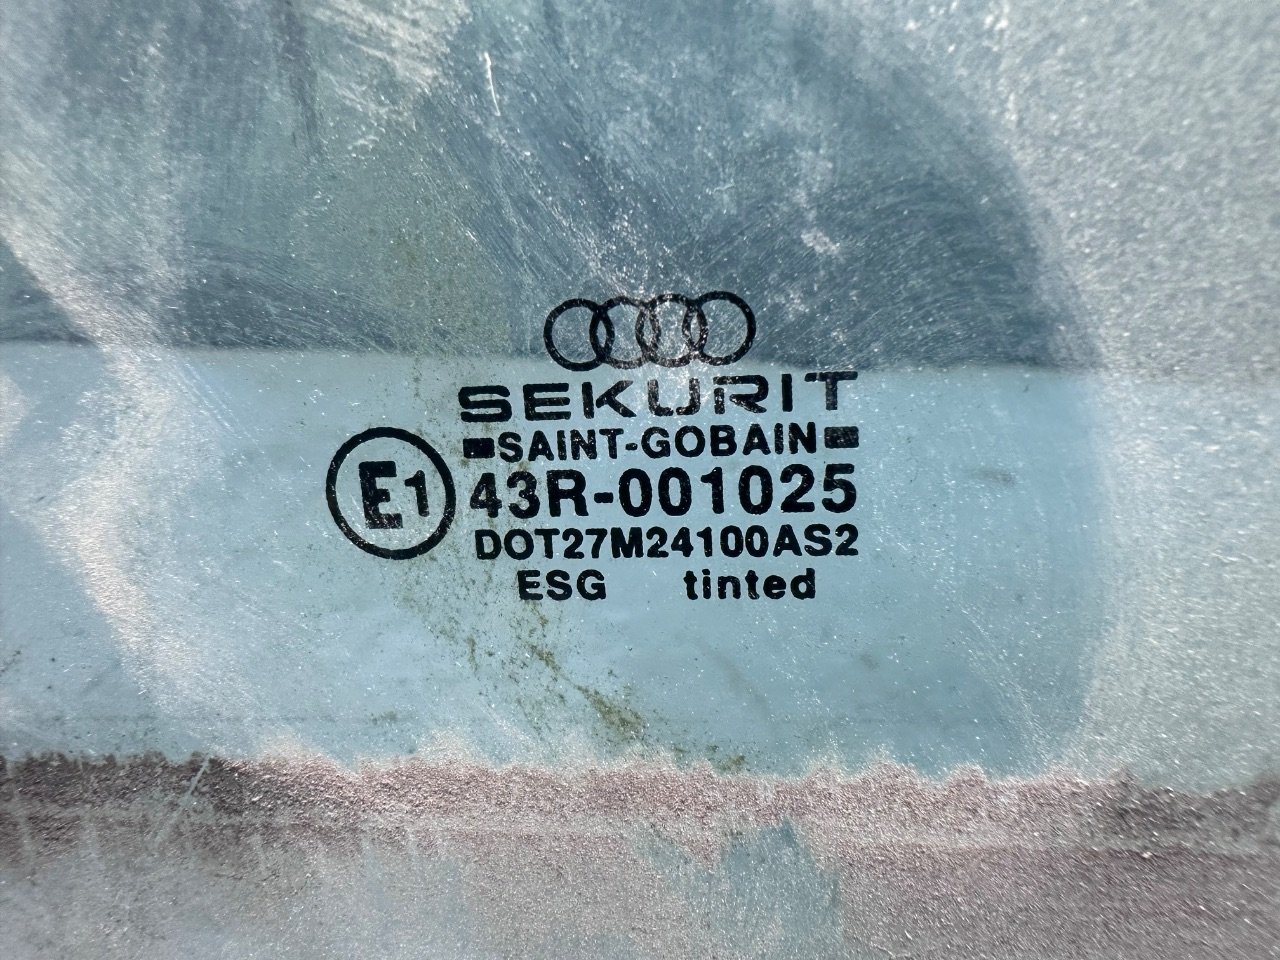 SEKURIT
SAINT-GOBAIN
E1 43R-001025
DOT27M24100AS2
ESG tinted